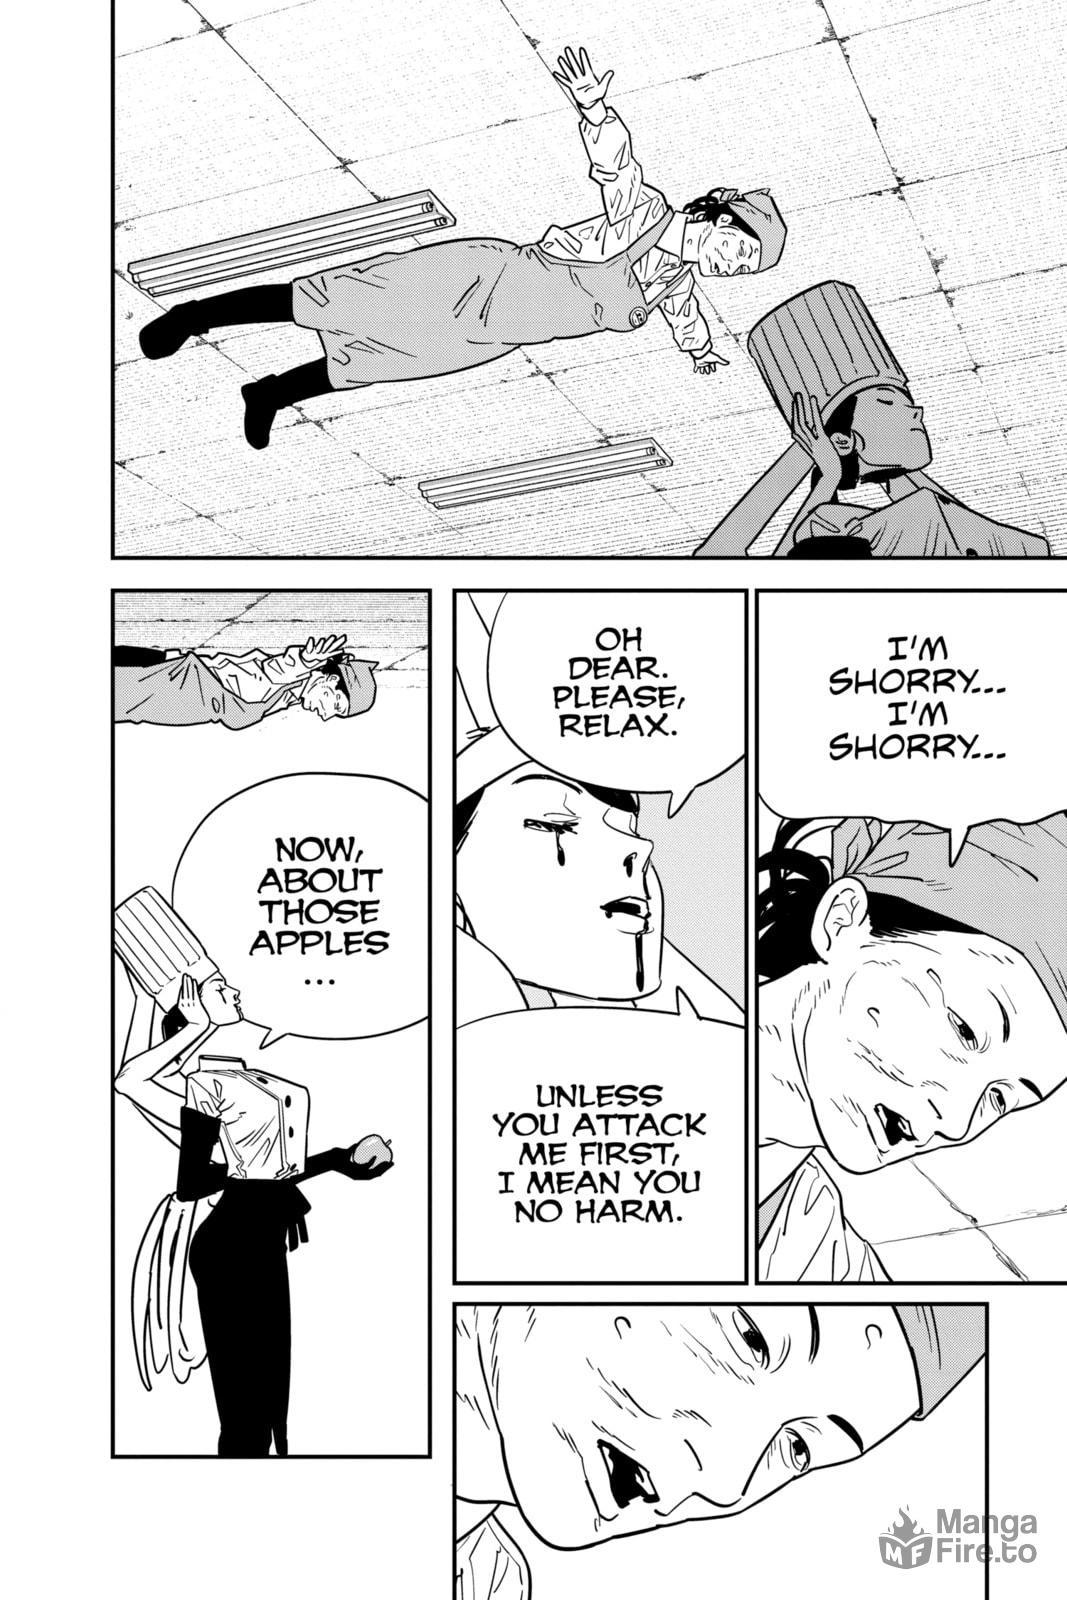 I'M
SHORRY...
I'M
SHORRY...
OH
DEAR.
PLEASE,
RELAX.
UNLESS
YOU ATTACK
ME FIRST,
I MEAN YOU
NO HARM.
NOW,
ABOUT
THOSE
APPLES
...
Manga
Fire.to
MF